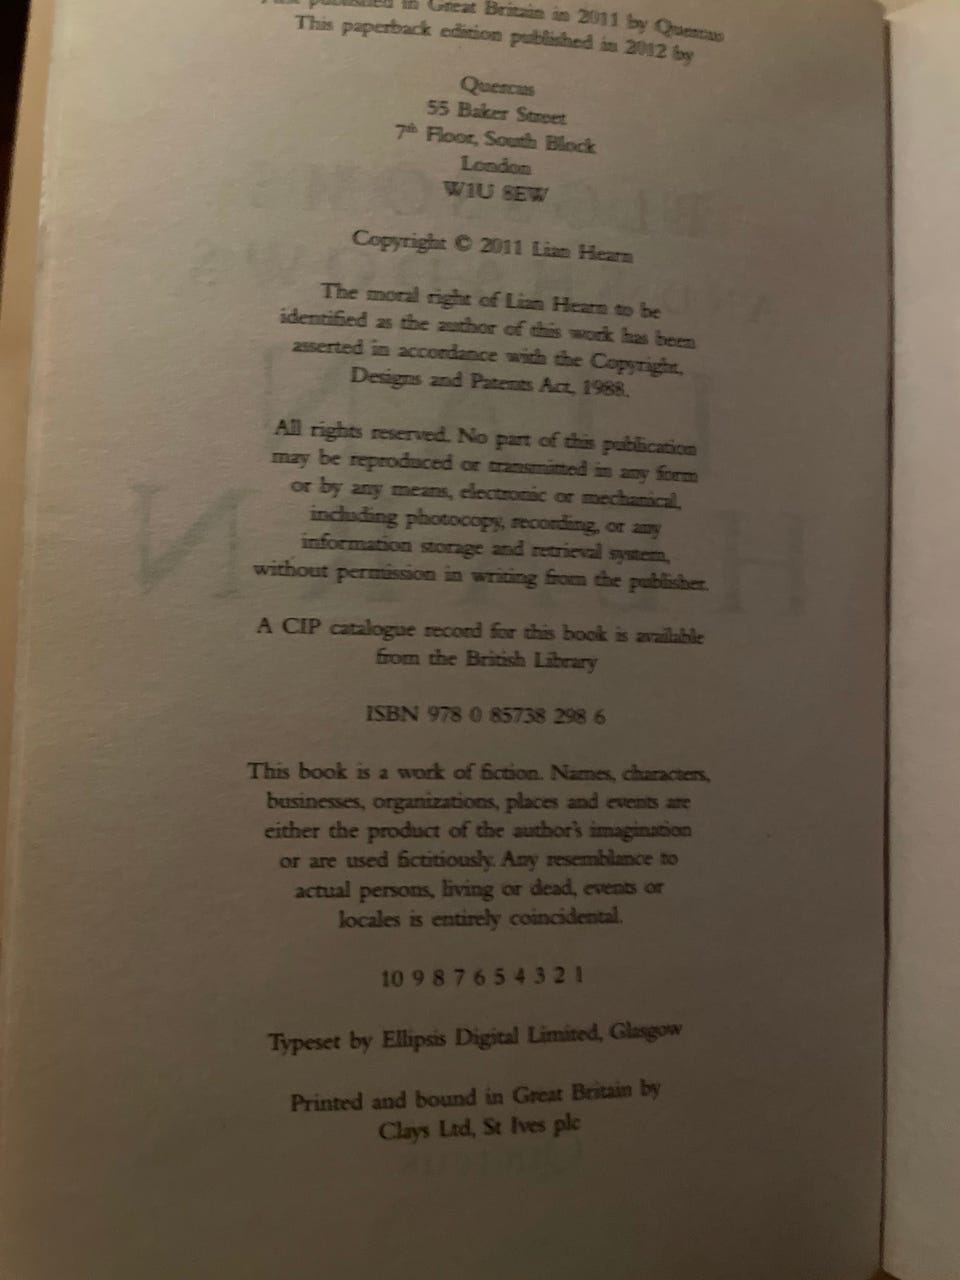 First published in Great Britain in 2011 by Quercus
This paperback edition published in 2012 by
Quercus
55 Baker Street
7th Floor, South Block
London
W1U 8EW
Copyright © 2011 Lian Hearn
The moral right of Lian Hearn to be
identified as the author of this work has been
asserted in accordance with the Copyright,
Designs and Patents Act, 1988.
All rights reserved. No part of this publication
may be reproduced or transmitted in any form
or by any means, electronic or mechanical,
including photocopy, recording, or any
information storage and retrieval system,
without permission in writing from the publisher.
A CIP catalogue record for this book is available
from the British Library
ISBN 978 0 85738 298 6
This book is a work of fiction. Names, characters,
businesses, organizations, places and events are
either the product of the author's imagination
or are used fictitiously. Any resemblance to
actual persons, living or dead, events or
locales is entirely coincidental.
10 9 8 7 6 5 4 3 2 1
Typeset by Ellipsis Digital Limited, Glasgow
Printed and bound in Great Britain by
Clays Ltd, St Ives plc